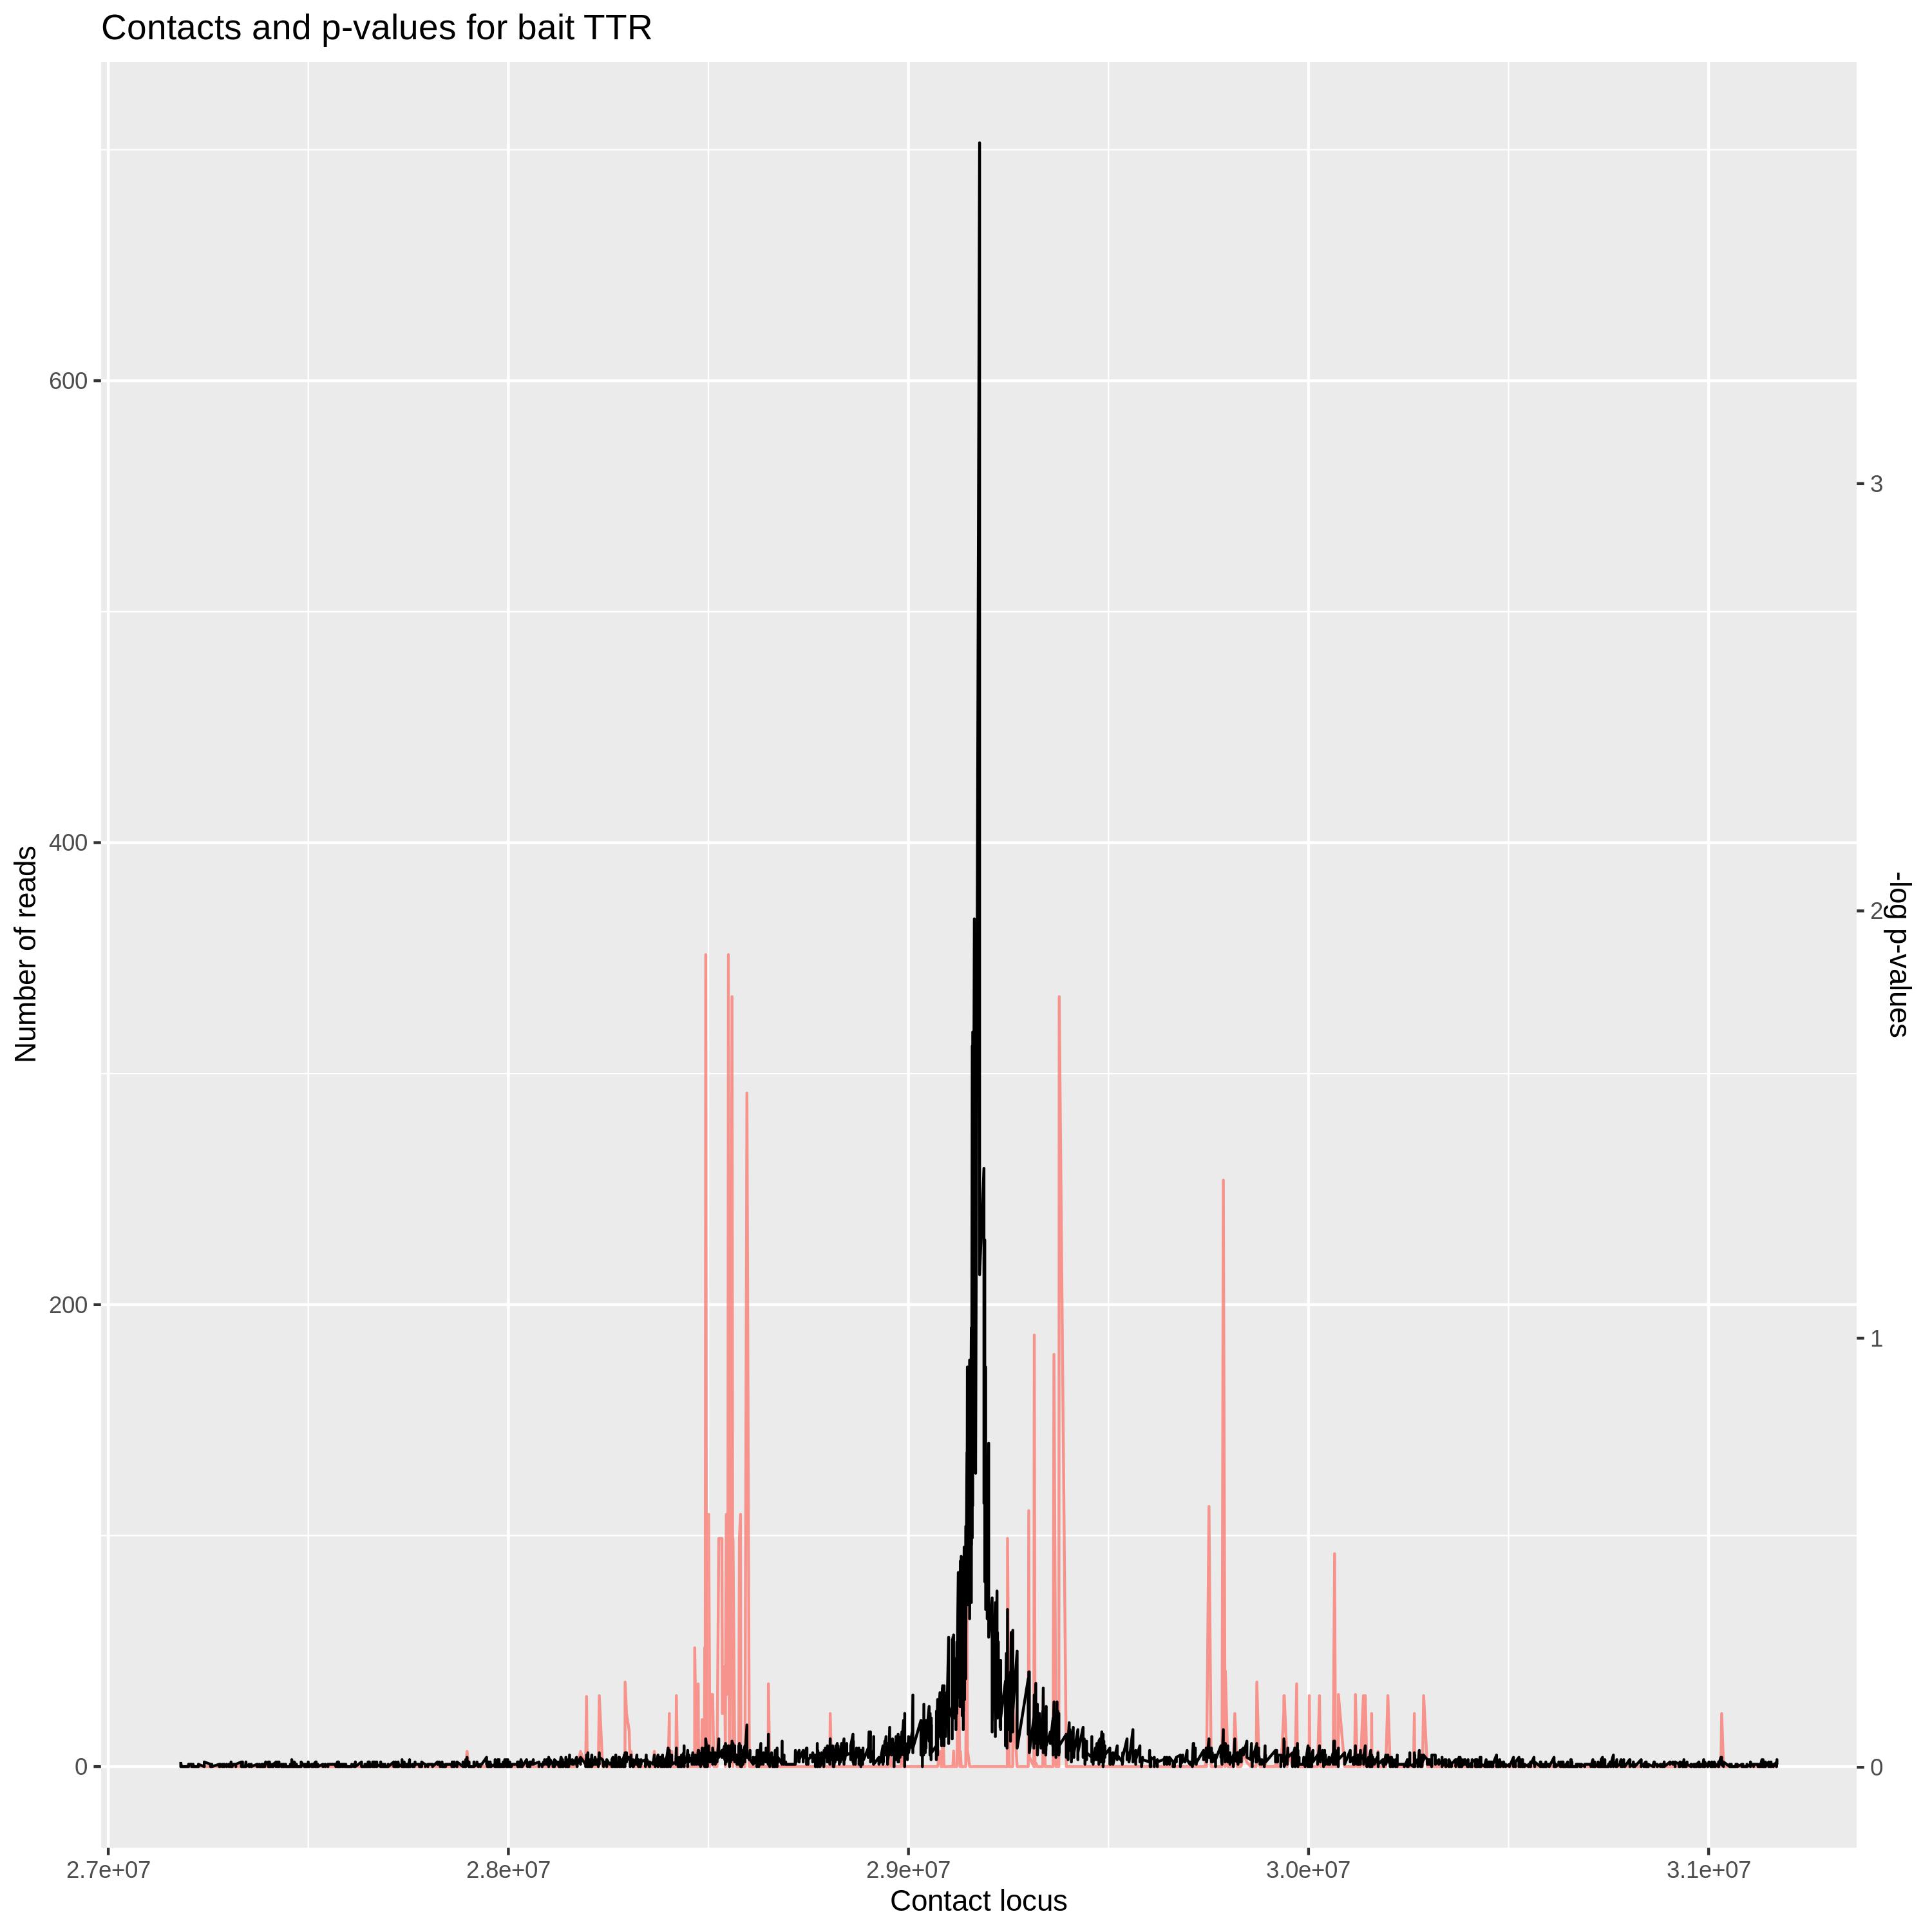 Contacts and p-values for bait TTR
600
400
200
0
Number of reads
3
2
1
0
-log p-values
2.7e+07
2.8e+07
2.9e+07
3.0e+07
3.1e+07
Contact locus